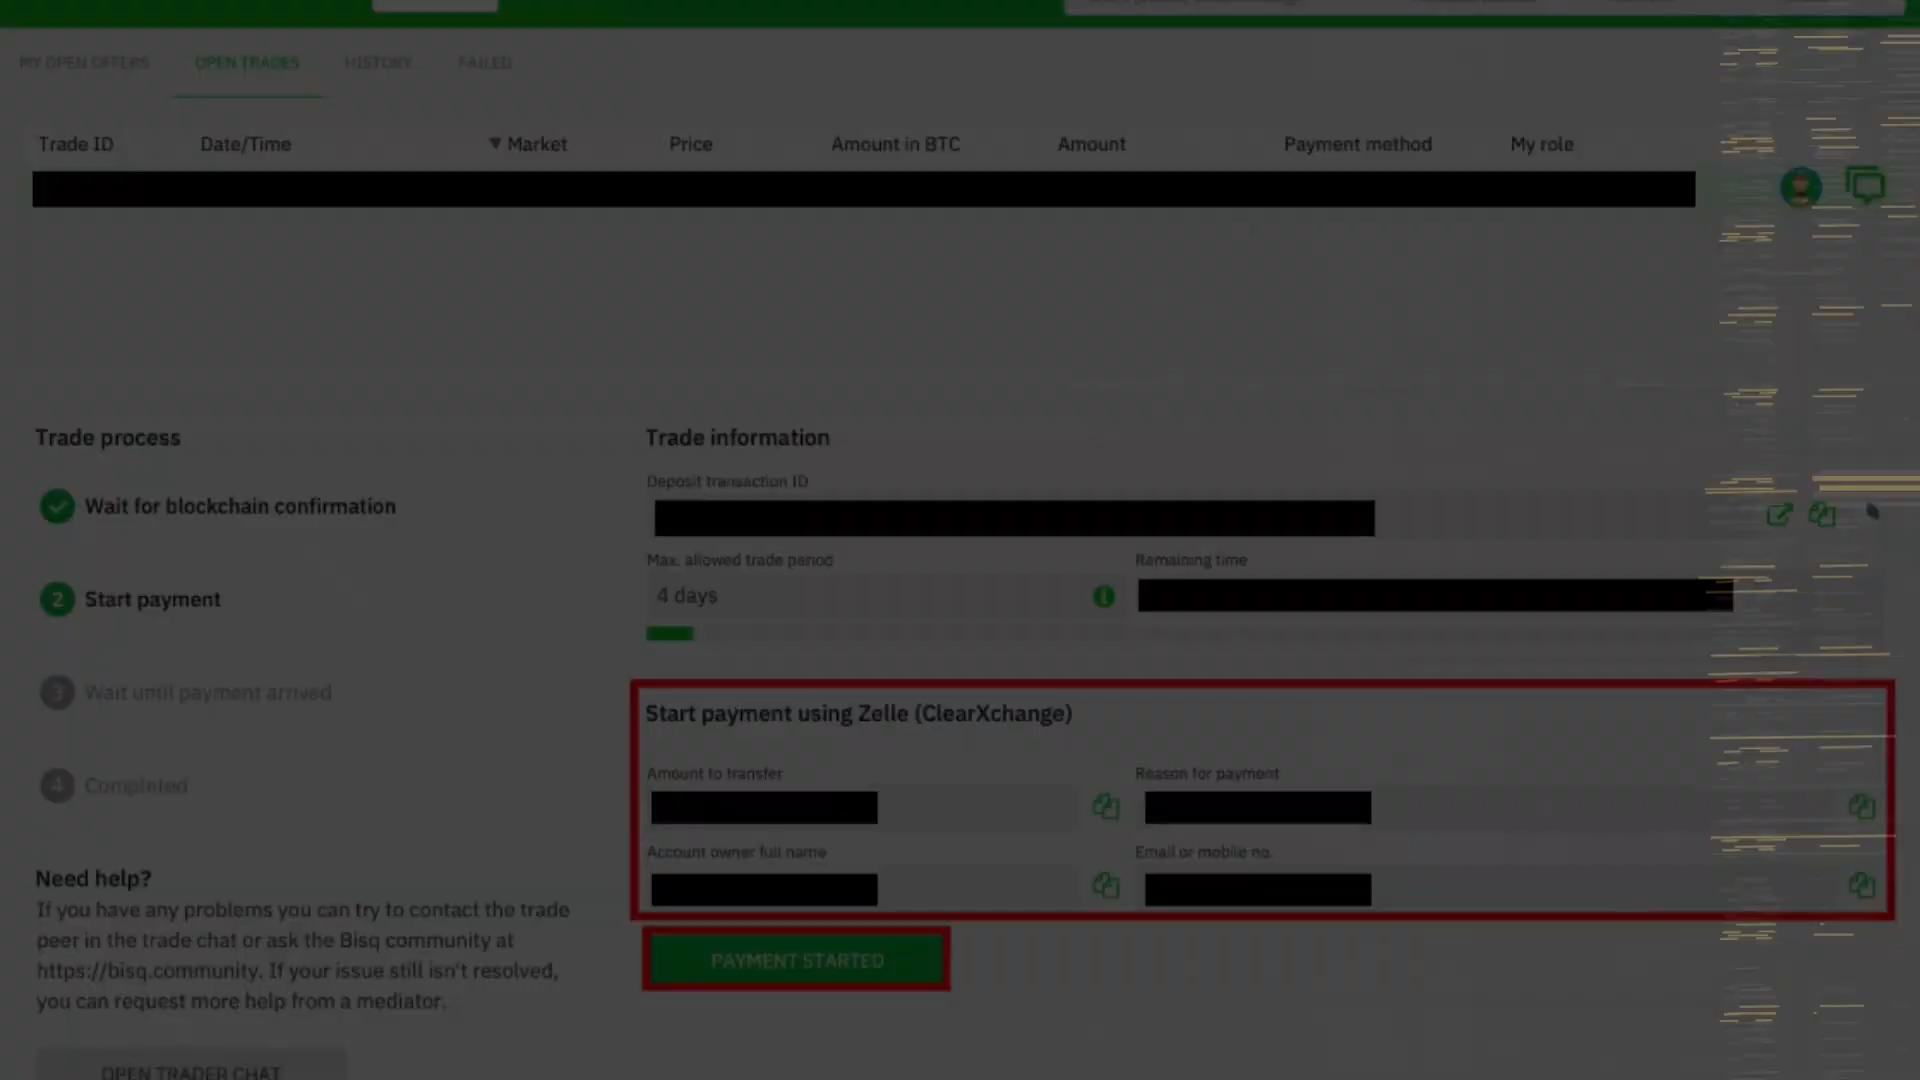 MY OPEN OFFERS OPEN TRADES HISTORY FAILED
Trade ID Date/Time ▼ Market Price Amount in BTC Amount Payment method My role
Trade process
Wait for blockchain confirmation
2 Start payment
3 Wait until payment arrived
4 Completed
Need help?
If you have any problems you can try to contact the trade
peer in the trade chat or ask the Bisq community at
https://bisq.community. If your issue still isn't resolved,
you can request more help from a mediator.
OPEN TRADER CHAT
Trade information
Deposit transaction ID
Max. allowed trade period Remaining time
4 days
Start payment using Zelle (ClearXchange)
Amount to transfer Reason for payment
Account owner full name Email or mobile no.
PAYMENT STARTED